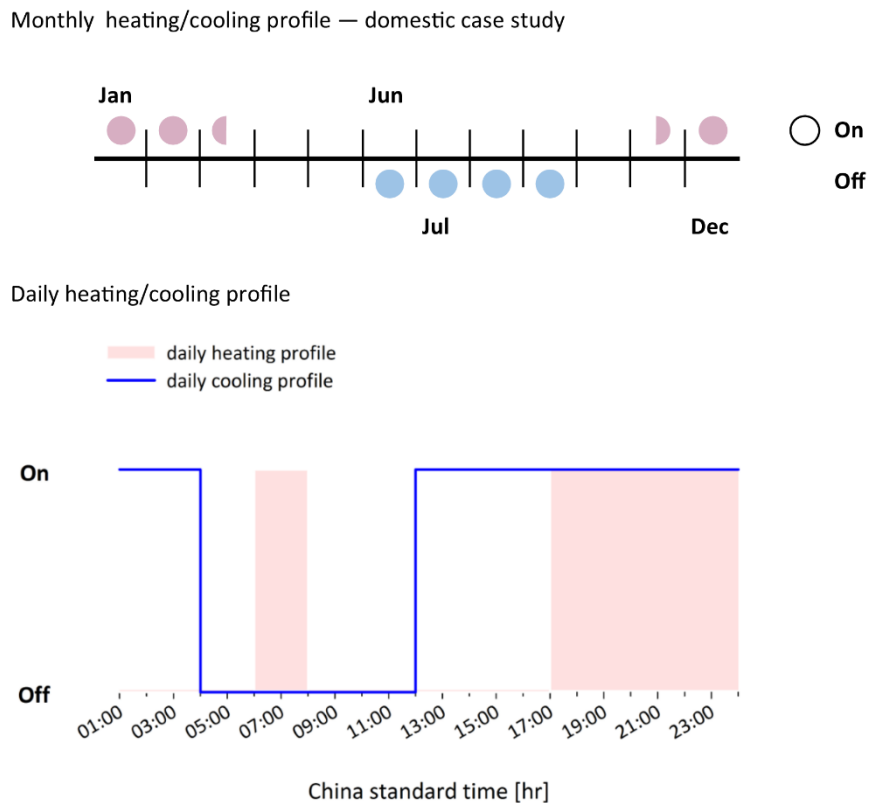 Monthly  heating/cooling profile — domestic case study
Jan
Jun
On
Off
Jul
Dec
Daily heating/cooling profile
daily heating profile
daily cooling profile
On
Off
01:00 03:00 05:00 07:00 09:00 11:00 13:00 15:00 17:00 19:00 21:00 23:00
China standard time [hr]